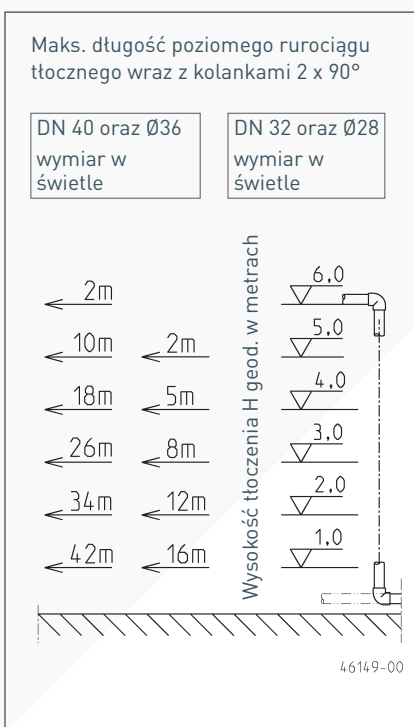 Maks. długość poziomego rurociągu
tłocznego wraz z kolankami 2 x 90°
DN 40 oraz Ø36
wymiar w
świetle
DN 32 oraz Ø28
wymiar w
świetle
Wysokość tłoczenia H geod. w metrach
2m
6,0
10m
2m
5,0
18m
5m
4,0
26m
8m
3,0
34m
12m
2,0
42m
16m
1,0
46149-00